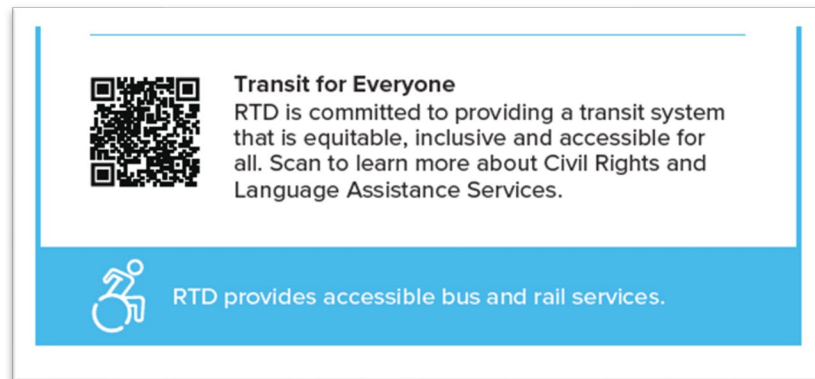 Transit for Everyone
RTD is committed to providing a transit system
that is equitable, inclusive and accessible for
all. Scan to learn more about Civil Rights and
Language Assistance Services.
RTD provides accessible bus and rail services.